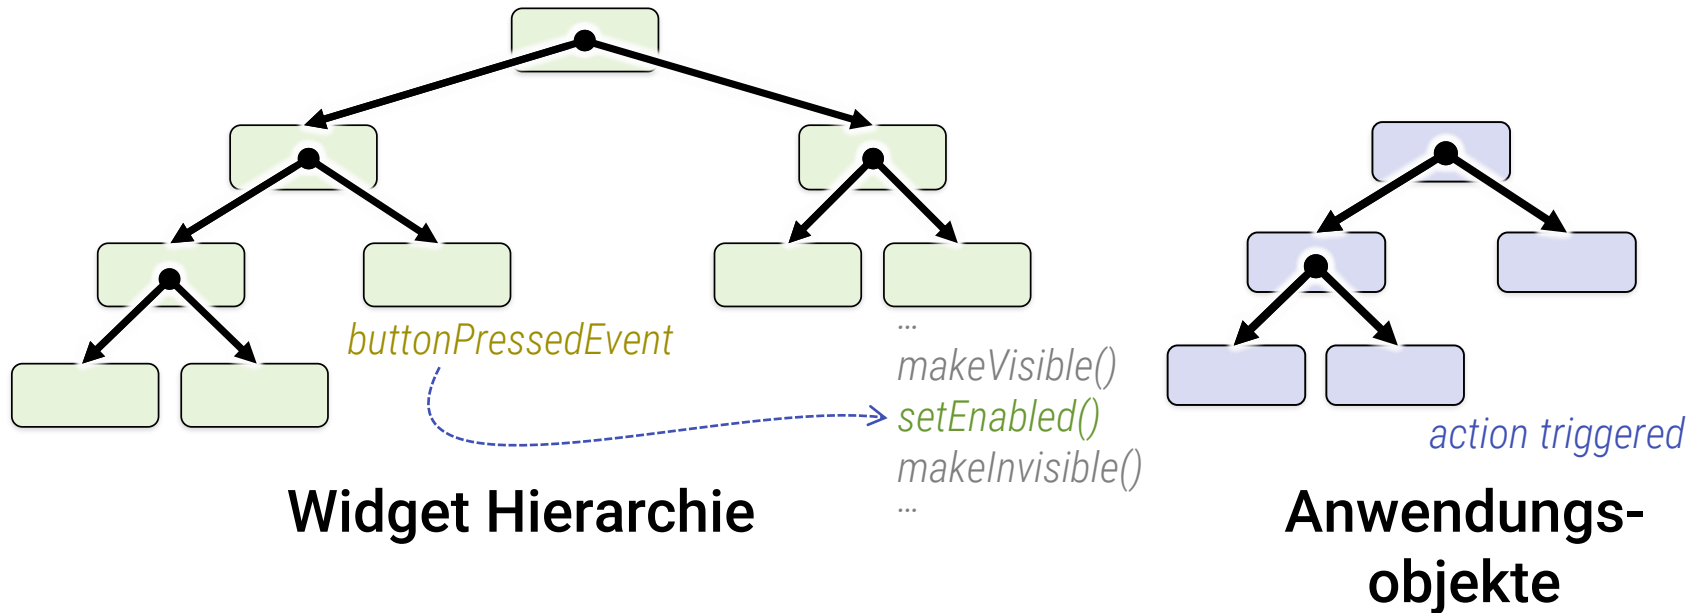 buttonPressedEvent
...
makeVisible()
setEnabled()
makeInvisible()
...
action triggered
Widget Hierarchie
Anwendungs-
objekte